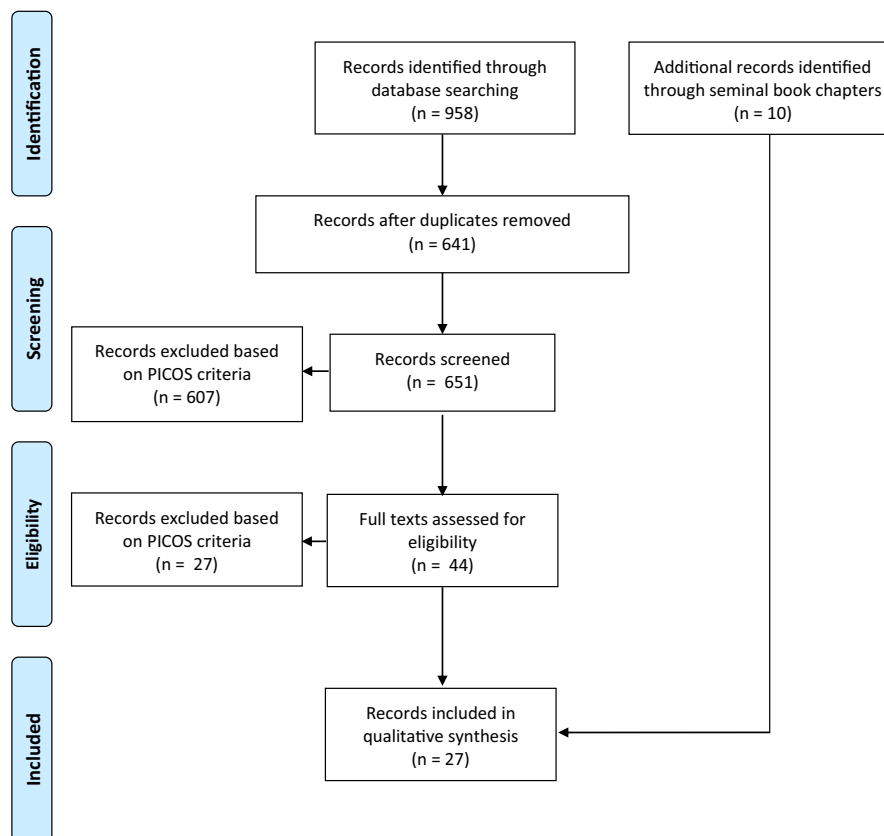 Identification
Records identified through
database searching
(n = 958)
Additional records identified
through seminal book chapters
(n = 10)
Records after duplicates removed
(n = 641)
Screening
Records excluded based
on PICOS criteria
(n = 607)
Records screened
(n = 651)
Eligibility
Records excluded based
on PICOS criteria
(n = 27)
Full texts assessed for
eligibility
(n = 44)
Included
Records included in
qualitative synthesis
(n = 27)